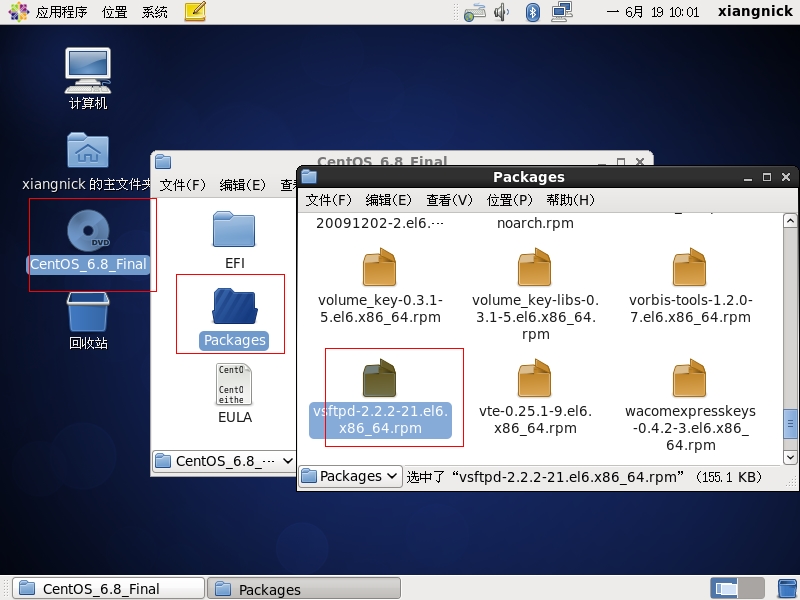 应用程序 位置 系统
一 6月 19 10:01 xiangnick
计算机
xiangnick 的主文件夹
CentOS_6.8_Final
DVD
回收站
CentOS_6.8_Final
文件(F) 编辑(E)
EFI
Packages
CentO
CentO
eithe
EULA
CentOS_6.8_…
Packages
文件(F) 编辑(E) 查看(V) 位置(P) 帮助(H)
20091202-2.el6.…
noarch.rpm
volume_key-0.3.1-
5.el6.x86_64.rpm
volume_key-libs-0.
3.1-5.el6.x86_64.
rpm
vorbis-tools-1.2.0-
7.el6.x86_64.rpm
vsftpd-2.2.2-21.el6.
x86_64.rpm
vte-0.25.1-9.el6.
x86_64.rpm
wacomexpresskeys
-0.4.2-3.el6.x86_
64.rpm
Packages
选中了“vsftpd-2.2.2-21.el6.x86_64.rpm” (155.1 KB)
CentOS_6.8_Final
Packages